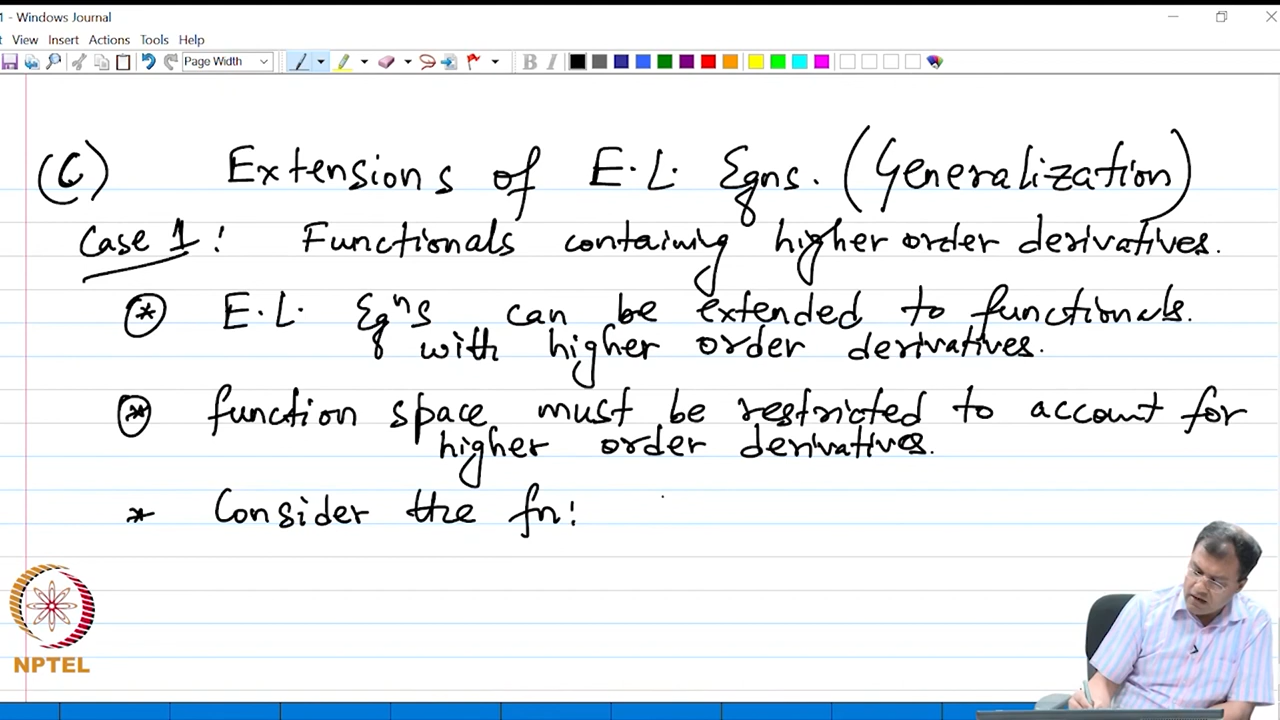 1 - Windows Journal
View Insert Actions Tools Help
Page Width
B I
(C) Extensions of E.L. Eqns. (Generalization)
Case 1: Functionals containing higher order derivatives.
* E.L. Eqns can be extended to functionals.
with higher order derivatives.
* function space must be restricted to account for
higher order derivatives.
* Consider the fn:
NPTEL